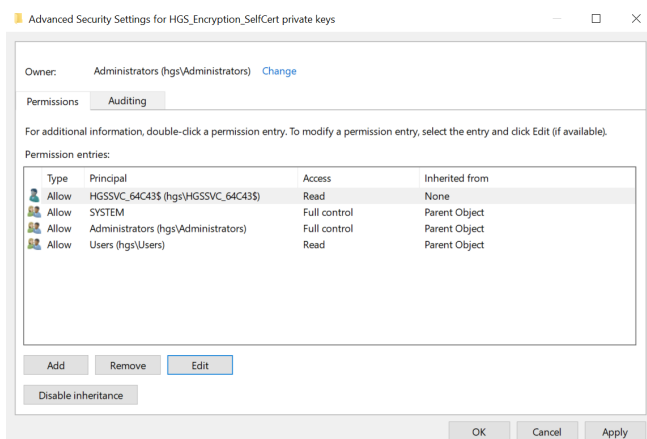 Advanced Security Settings for HGS_Encryption_SelfCert private keys
Owner: Administrators (hgs\Administrators) Change
Permissions Auditing
For additional information, double-click a permission entry. To modify a permission entry, select the entry and click Edit (if available).
Permission entries:
Type Principal Access Inherited from
Allow HGSSVC_64C43$ (hgs\HGSSVC_64C43$) Read None
Allow SYSTEM Full control Parent Object
Allow Administrators (hgs\Administrators) Full control Parent Object
Allow Users (hgs\Users) Read Parent Object
Add Remove Edit
Disable inheritance
OK Cancel Apply